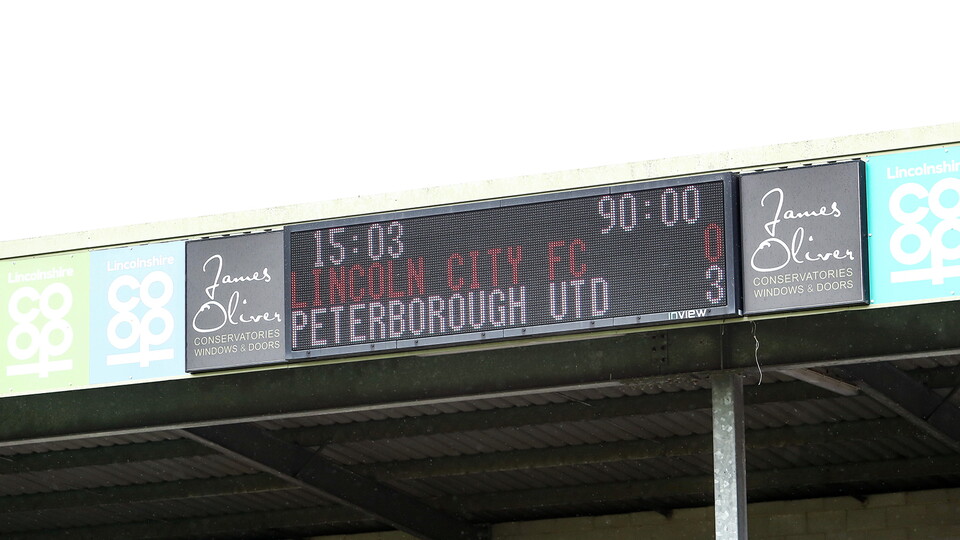 Lincolnshire
co
op
Lincolnshire
co
op
James
Oliver
CONSERVATORIES
WINDOWS & DOORS
15:03 90:00
LINCOLN CITY FC 0
PETERBOROUGH UTD 3
inview
James
Oliver
CONSERVATORIES
WINDOWS & DOORS
Lincolnshire
co
op